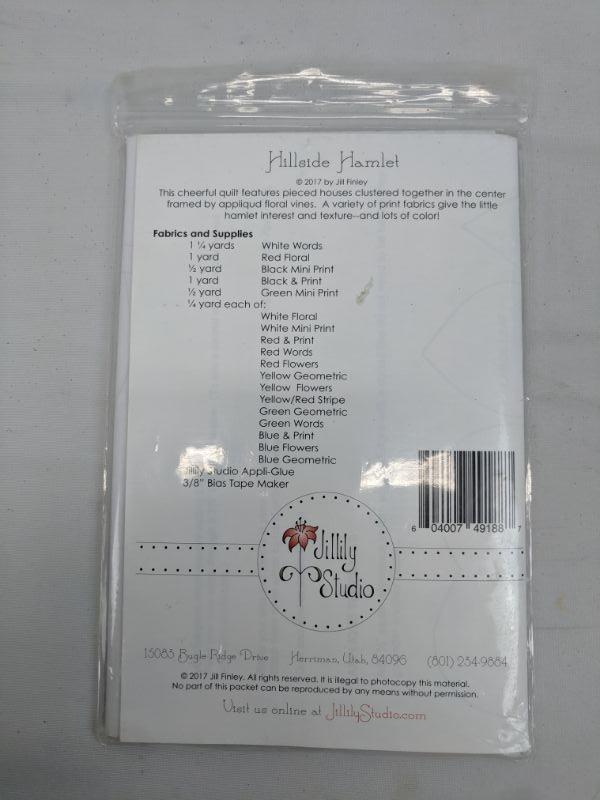 Hillside Hamlet
© 2017 by Jill Finley
This cheerful quilt features pieced houses clustered together in the center
framed by appliqud floral vines. A variety of print fabrics give the little
hamlet interest and texture--and lots of color!
Fabrics and Supplies
1 ¼ yards White Words
1 yard Red Floral
½ yard Black Mini Print
1 yard Black & Print
½ yard Green Mini Print
¼ yard each of:
White Floral
White Mini Print
Red & Print
Red Words
Red Flowers
Yellow Geometric
Yellow Flowers
Yellow/Red Stripe
Green Geometric
Green Words
Blue & Print
Blue Flowers
Blue Geometric
Jillily Studio Appli-Glue
3/8" Bias Tape Maker
6 04007 49188 7
Jillily
Studio
15083 Bugle Ridge Drive Herriman, Utah, 84096 (801) 234-9884
© 2017 Jill Finley. All rights reserved. It is illegal to photocopy this material.
No part of this packet can be reproduced by any means without permission.
Visit us online at JillilyStudio.com